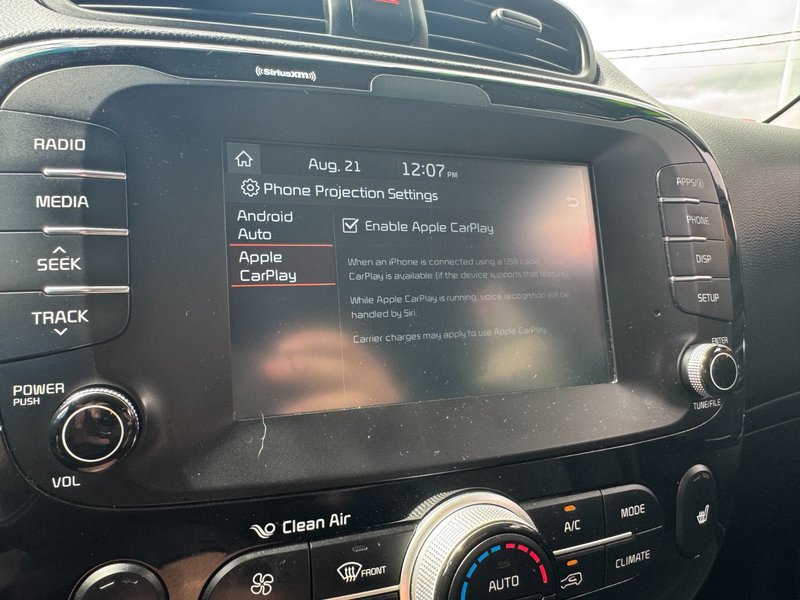 ((SiriusXM))
RADIO
MEDIA
SEEK
TRACK
POWER
PUSH
VOL
Aug. 21 12:07 PM
Phone Projection Settings
Android
Auto
Apple
CarPlay
Enable Apple CarPlay
When an iPhone is connected using a USB cable, Apple
CarPlay is available (if the device supports that feature).
While Apple CarPlay is running, voice recognition will be
handled by Siri.
Carrier charges may apply to use Apple CarPlay.
APPS/i
PHONE
DISP
SETUP
ENTER
TUNE/FILE
Clean Air
FRONT
AUTO
A/C
MODE
CLIMATE